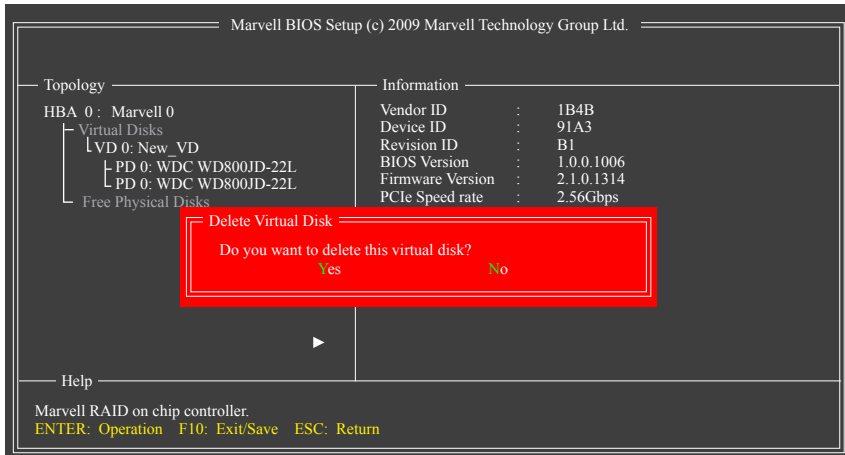 Marvell BIOS Setup (c) 2009 Marvell Technology Group Ltd.
Topology
HBA 0 : Marvell 0
Virtual Disks
VD 0: New_VD
PD 0: WDC WD800JD-22L
PD 0: WDC WD800JD-22L
Free Physical Disks
Information
Vendor ID : 1B4B
Device ID : 91A3
Revision ID : B1
BIOS Version : 1.0.0.1006
Firmware Version : 2.1.0.1314
PCIe Speed rate : 2.56Gbps
Delete Virtual Disk
Do you want to delete this virtual disk?
Yes No
Help
Marvell RAID on chip controller.
ENTER: Operation F10: Exit/Save ESC: Return